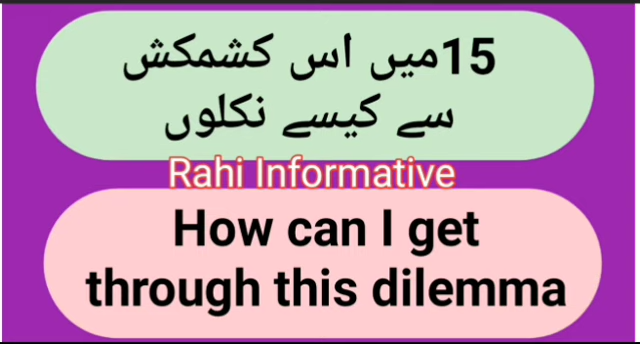 15میں اس کشمکش
سے کیسے نکلوں
Rahi Informative
How can I get
through this dilemma